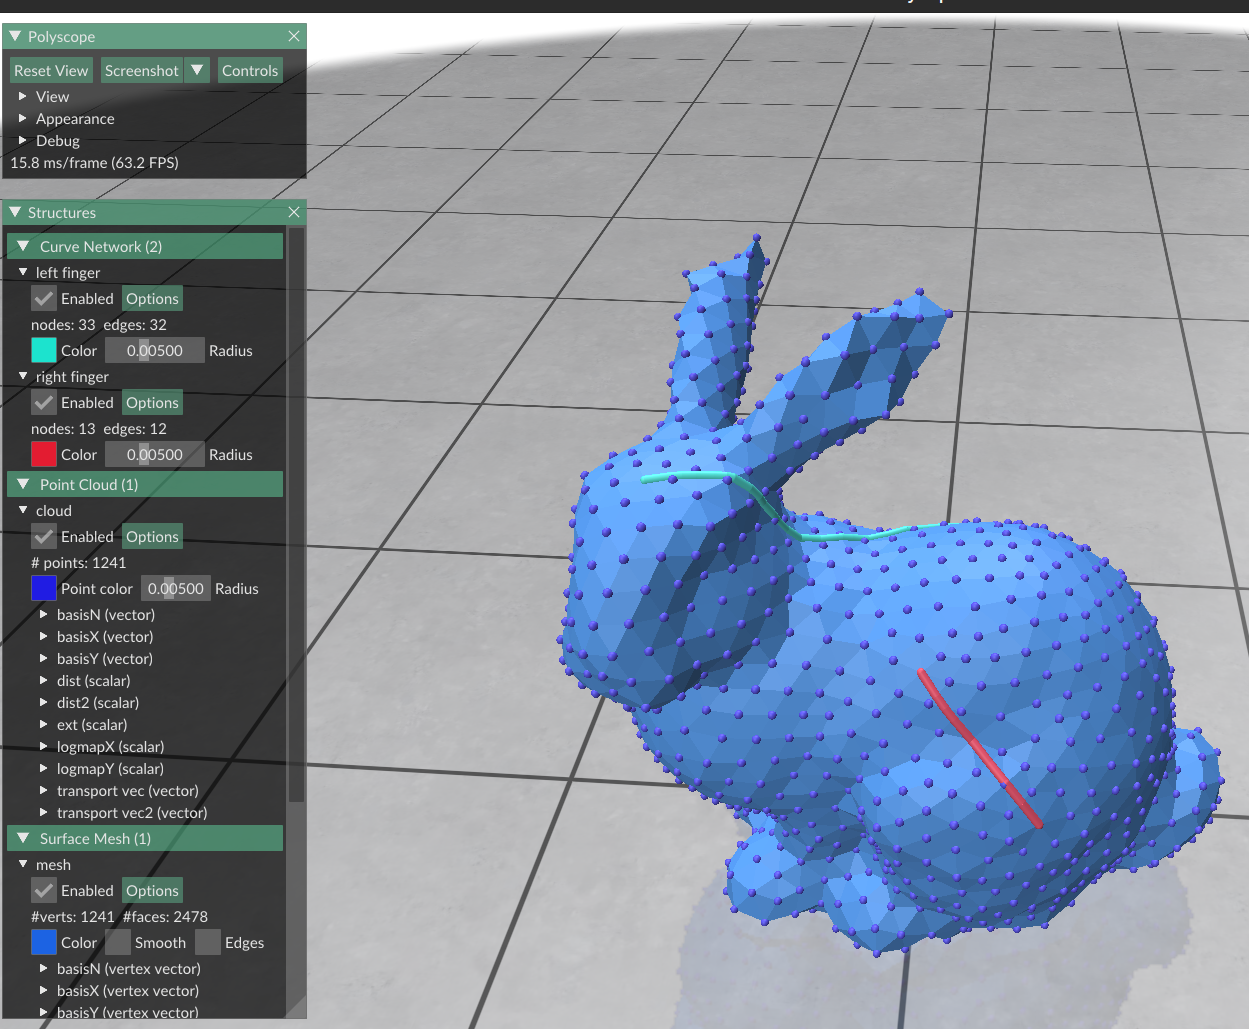 Polyscope
Reset View Screenshot Controls
View
Appearance
Debug
15.8 ms/frame (63.2 FPS)
Structures
Curve Network (2)
left finger
Enabled Options
nodes: 33 edges: 32
Color 0.00500 Radius
right finger
Enabled Options
nodes: 13 edges: 12
Color 0.00500 Radius
Point Cloud (1)
cloud
Enabled Options
# points: 1241
Point color 0.00500 Radius
basisN (vector)
basisX (vector)
basisY (vector)
dist (scalar)
dist2 (scalar)
ext (scalar)
logmapX (scalar)
logmapY (scalar)
transport vec (vector)
transport vec2 (vector)
Surface Mesh (1)
mesh
Enabled Options
#verts: 1241 #faces: 2478
Color Smooth Edges
basisN (vertex vector)
basisX (vertex vector)
basisY (vertex vector)